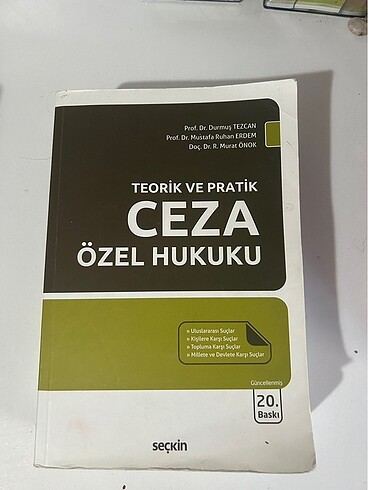 Prof. Dr. Durmuş TEZCAN
Prof. Dr. Mustafa Ruhan ERDEM
Doç. Dr. R. Murat ÖNOK
TEORİK VE PRATİK
CEZA
ÖZEL HUKUKU
» Uluslararası Suçlar
» Kişilere Karşı Suçlar
» Topluma Karşı Suçlar
» Millete ve Devlete Karşı Suçlar
Güncellenmiş
20.
Baskı
seçkin